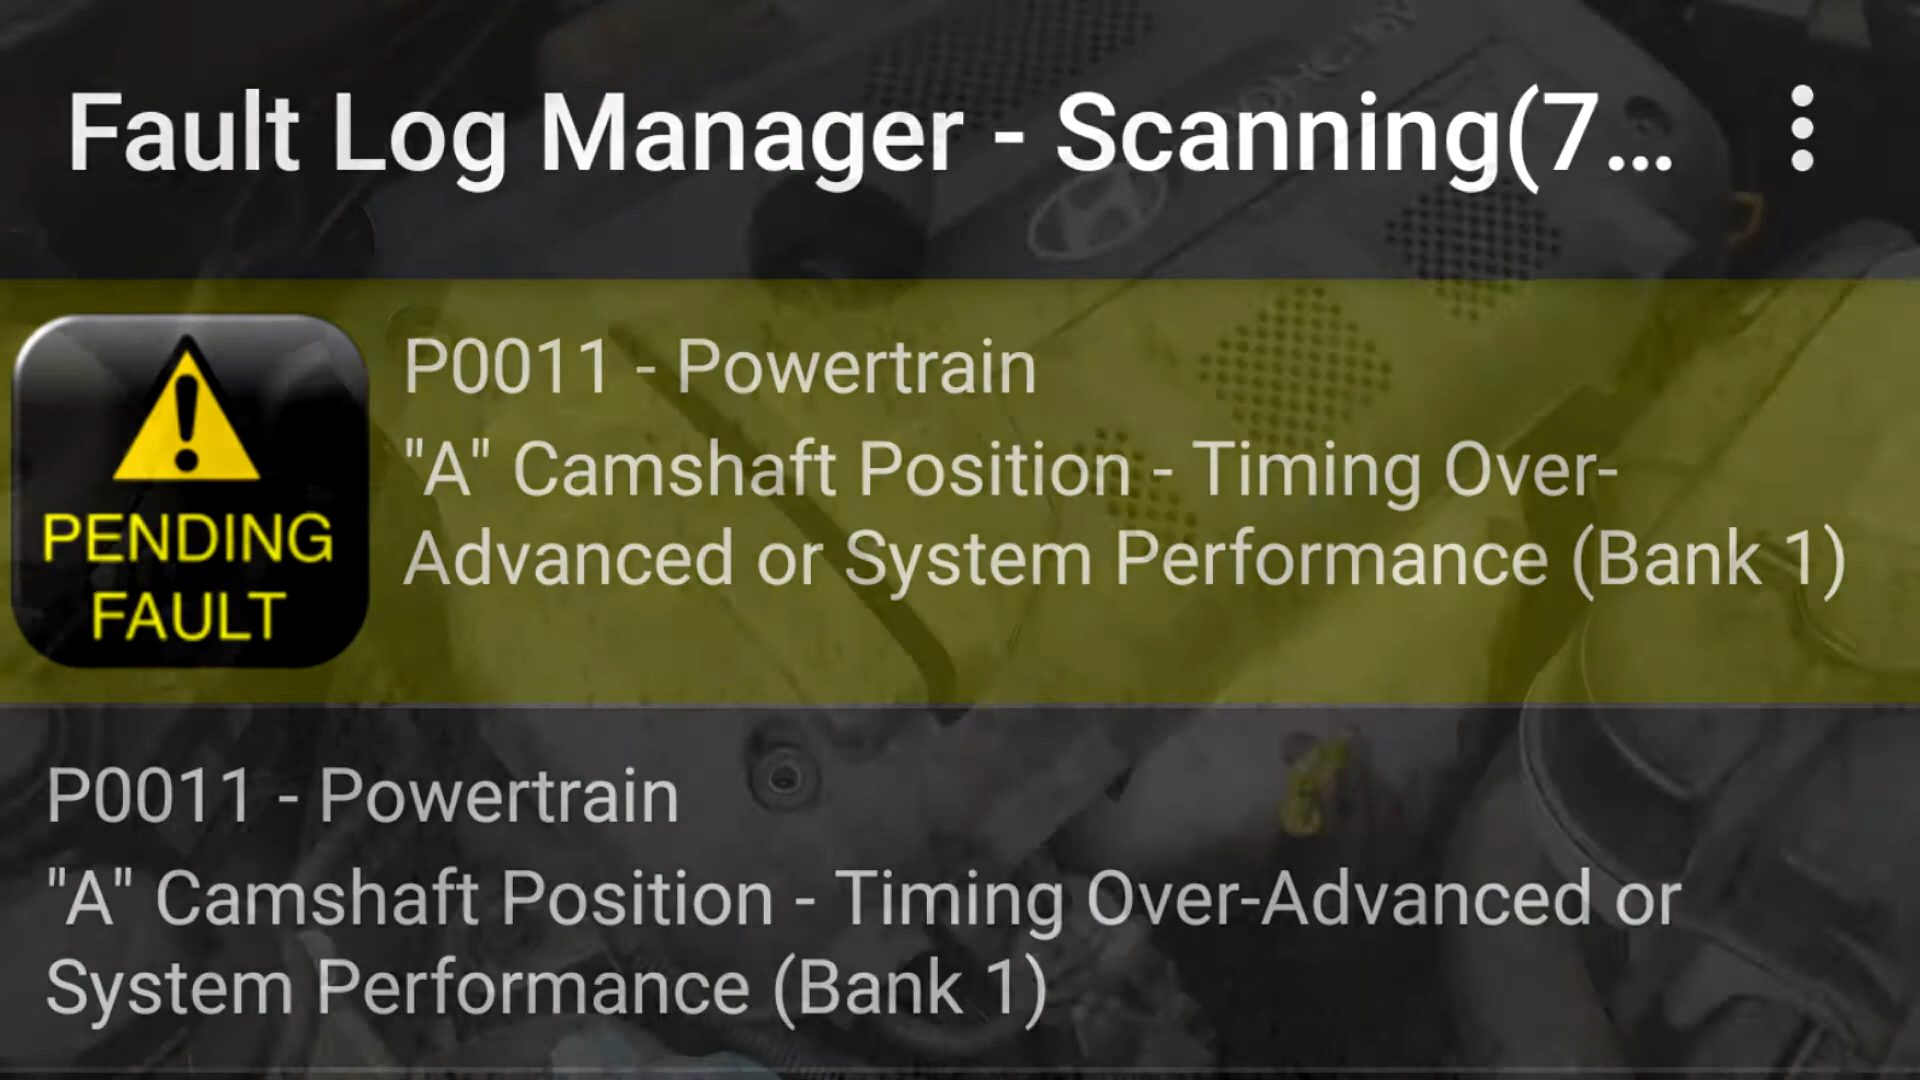 Fault Log Manager - Scanning(7...
P0011 - Powertrain
"A" Camshaft Position - Timing Over-
Advanced or System Performance (Bank 1)
PENDING
FAULT
P0011 - Powertrain
"A" Camshaft Position - Timing Over-Advanced or
System Performance (Bank 1)